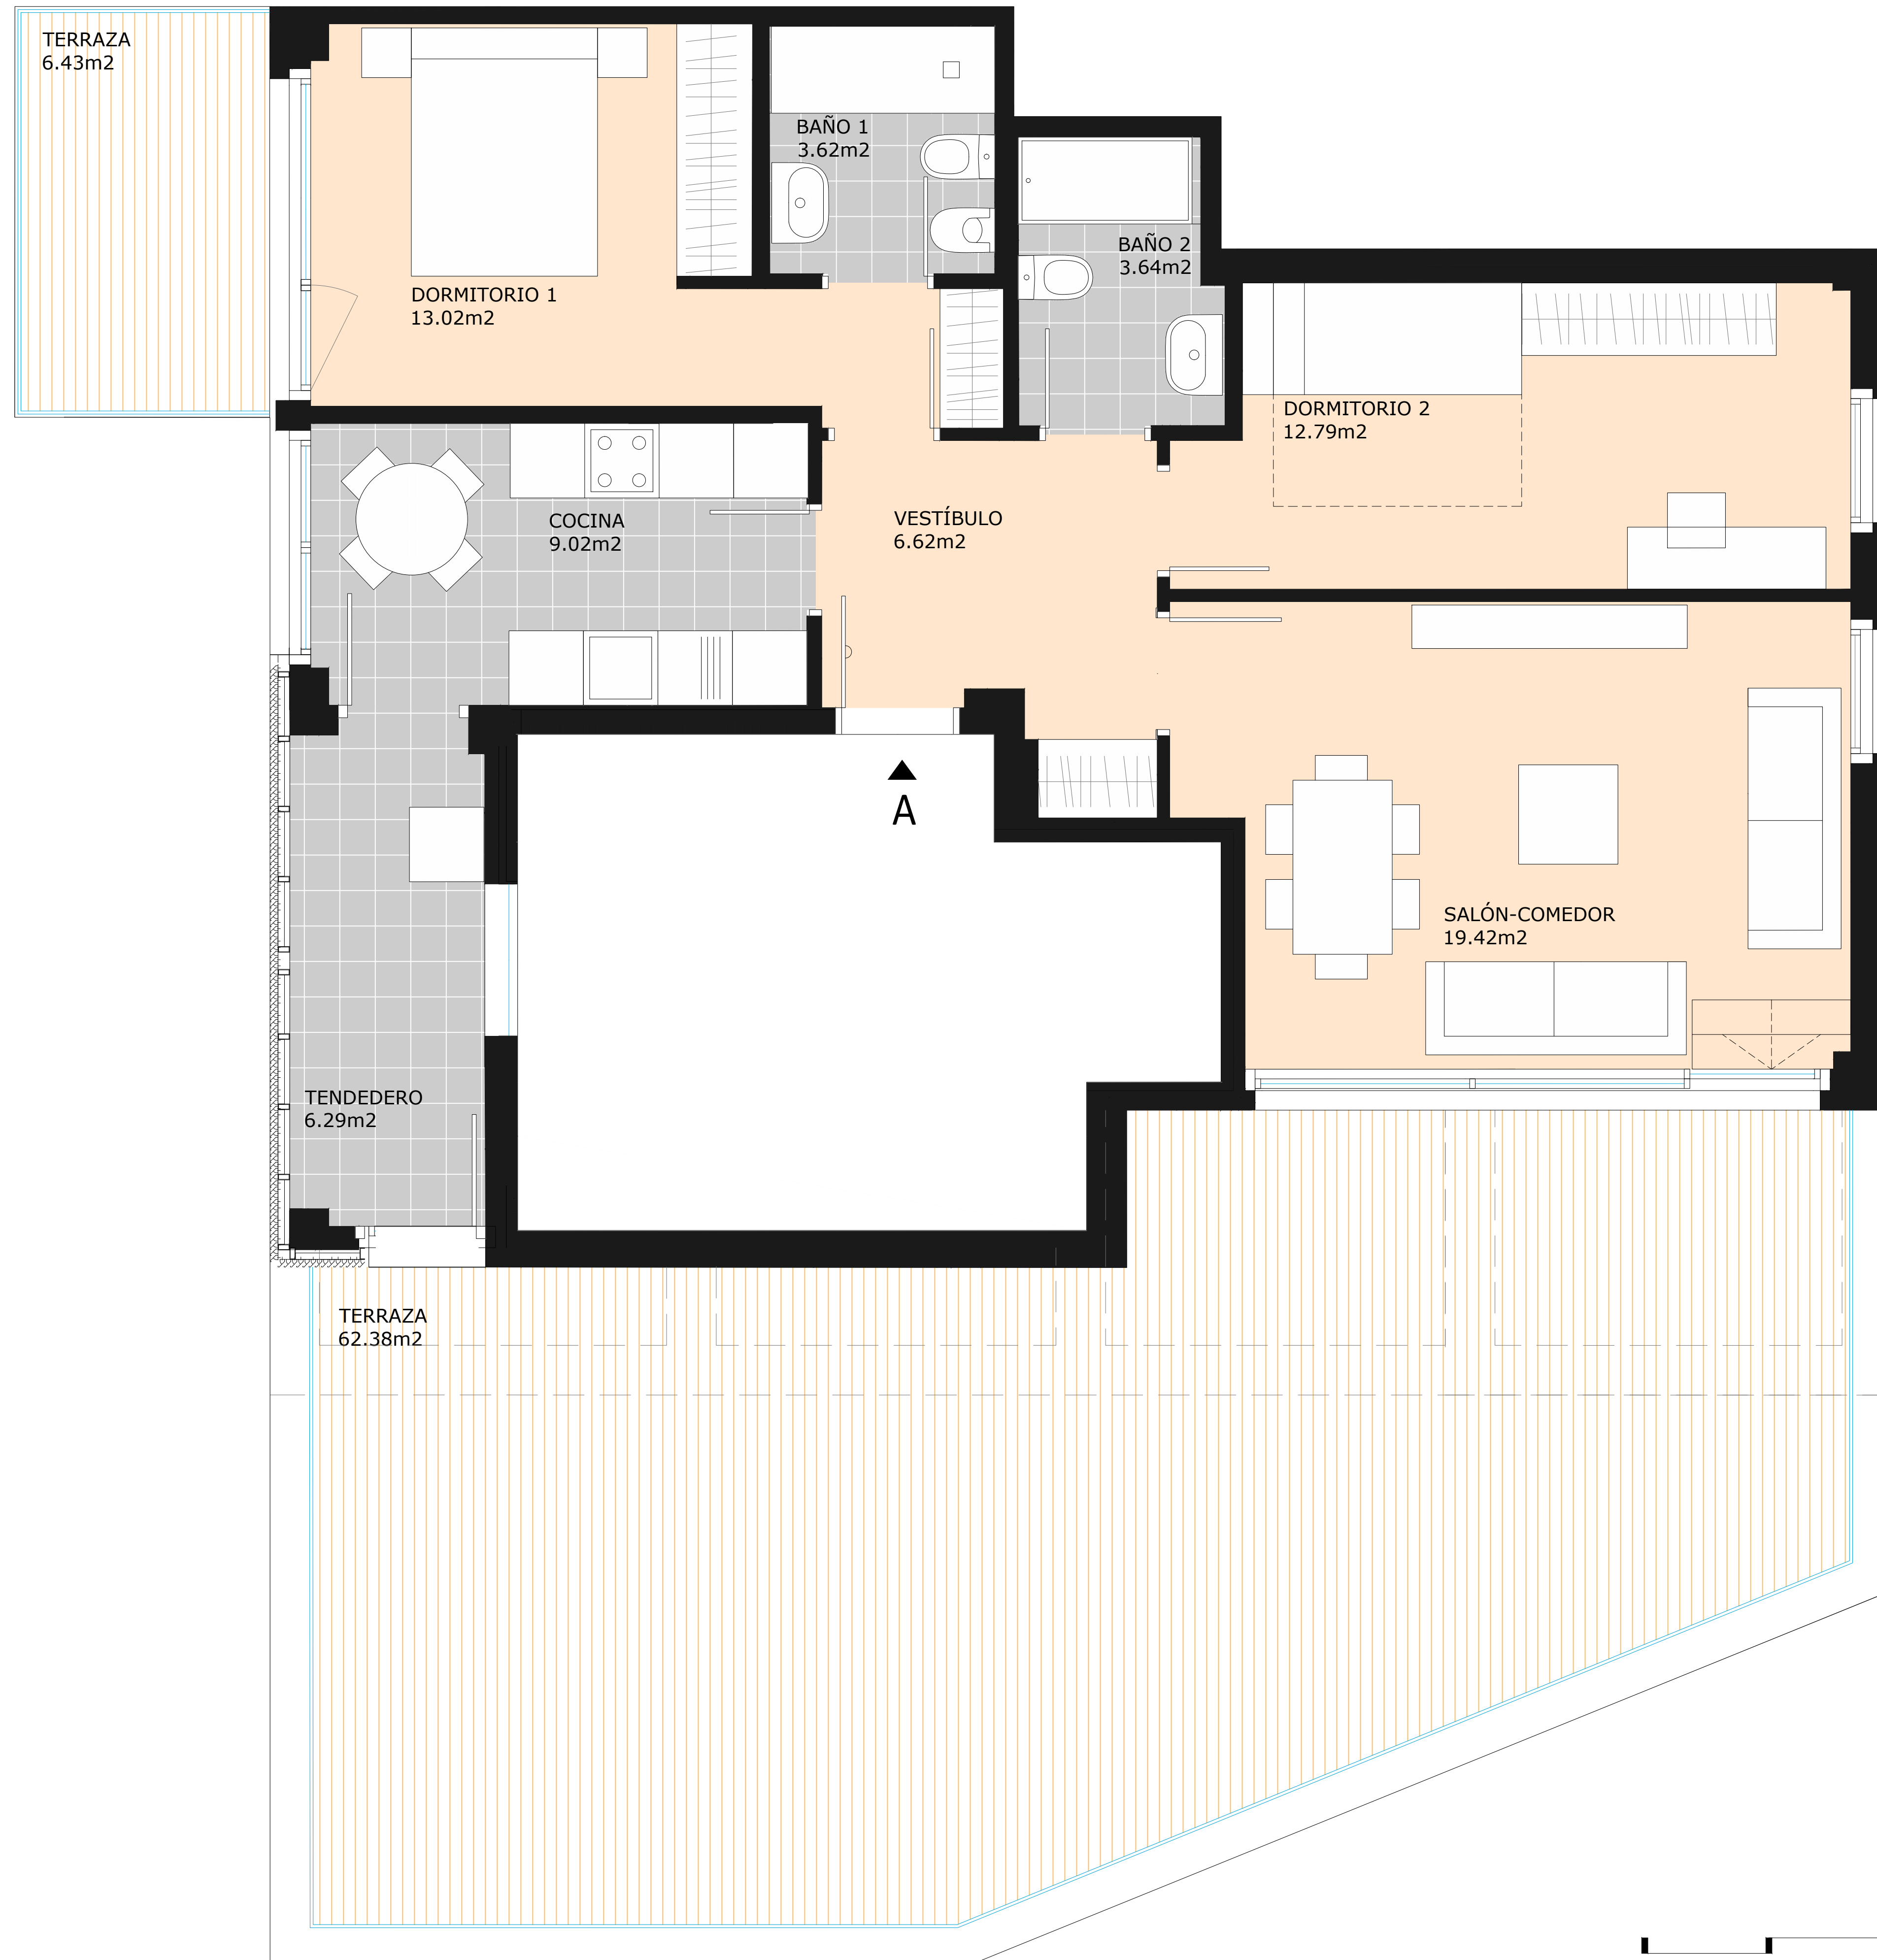 TERRAZA
6.43m2
BAÑO 1
3.62m2
BAÑO 2
3.64m2
DORMITORIO 1
13.02m2
DORMITORIO 2
12.79m2
COCINA
9.02m2
VESTÍBULO
6.62m2
A
SALÓN-COMEDOR
19.42m2
TENDEDERO
6.29m2
TERRAZA
62.38m2